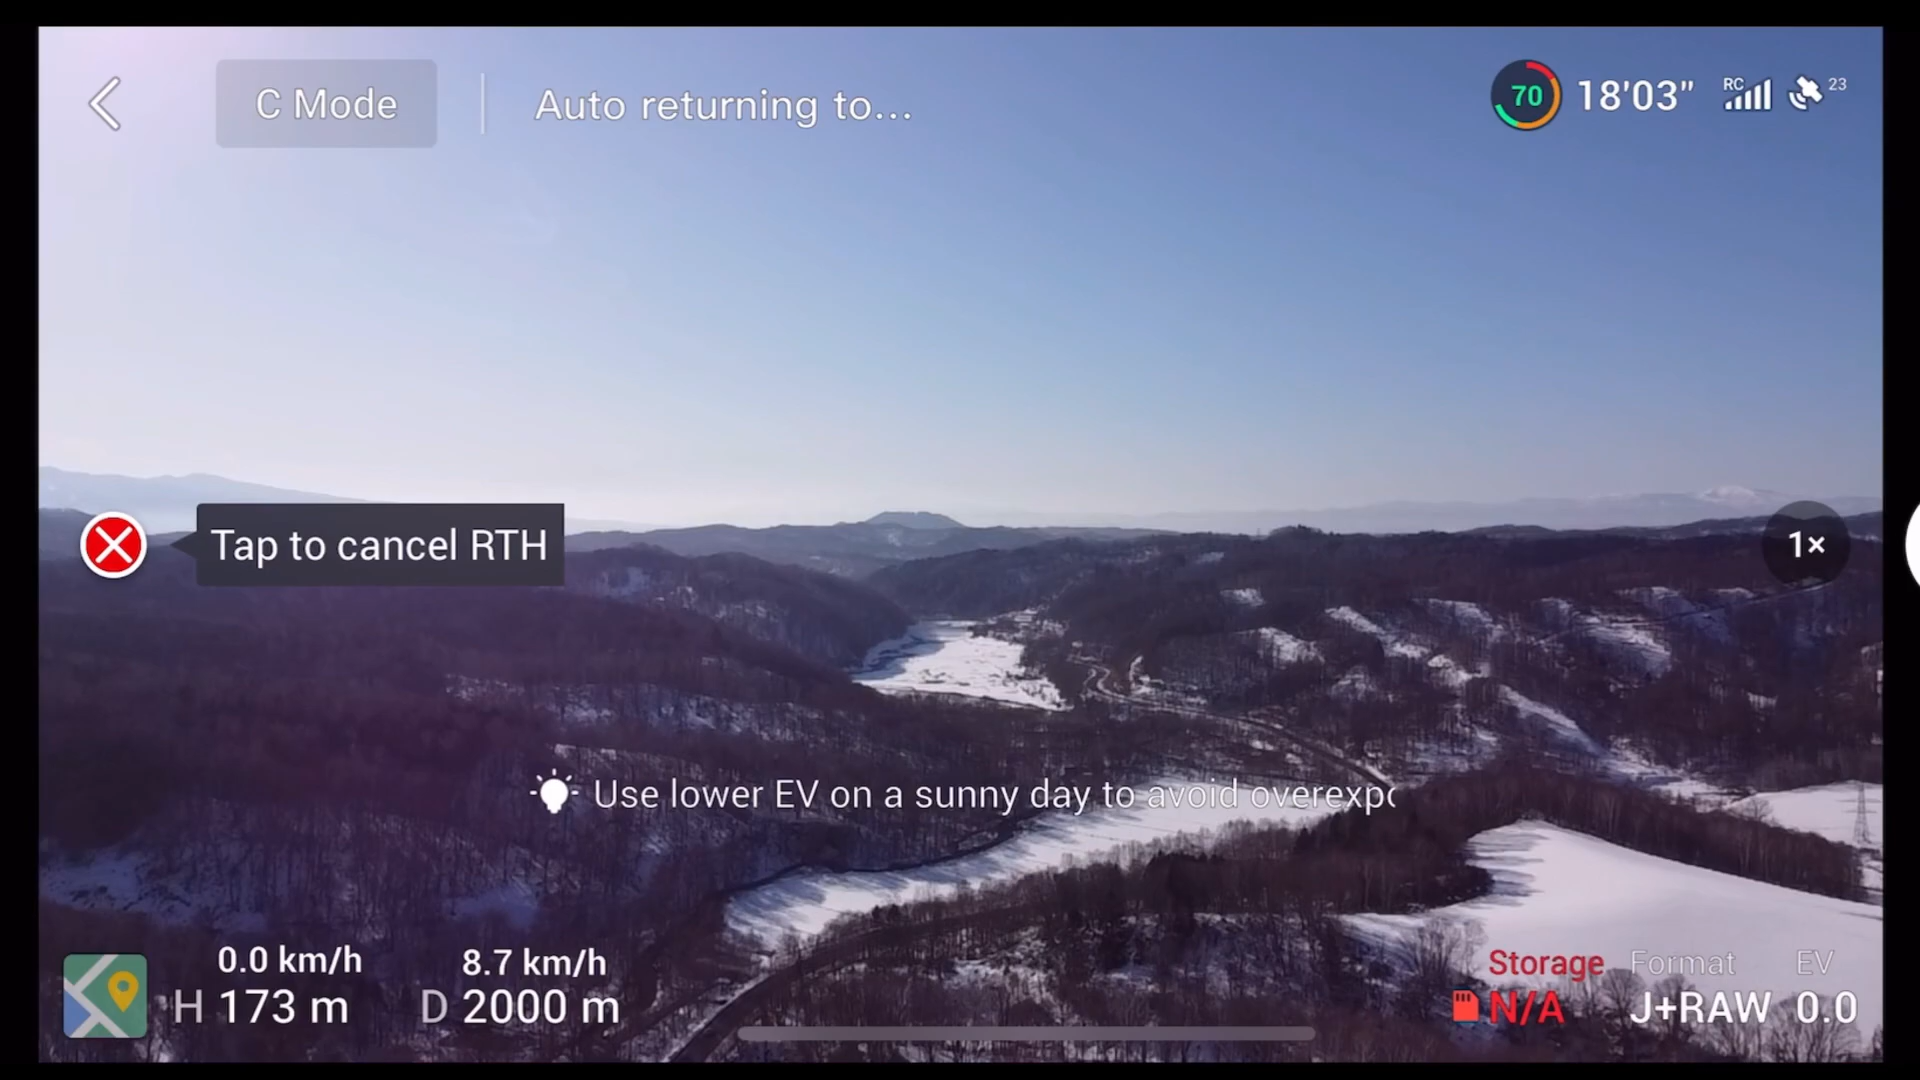 C Mode
Auto returning to...
70
18'03"
RC
23
Tap to cancel RTH
1×
Use lower EV on a sunny day to avoid overexpo
0.0 km/h
8.7 km/h
H 173 m
D 2000 m
Storage
Format
EV
N/A
J+RAW
0.0